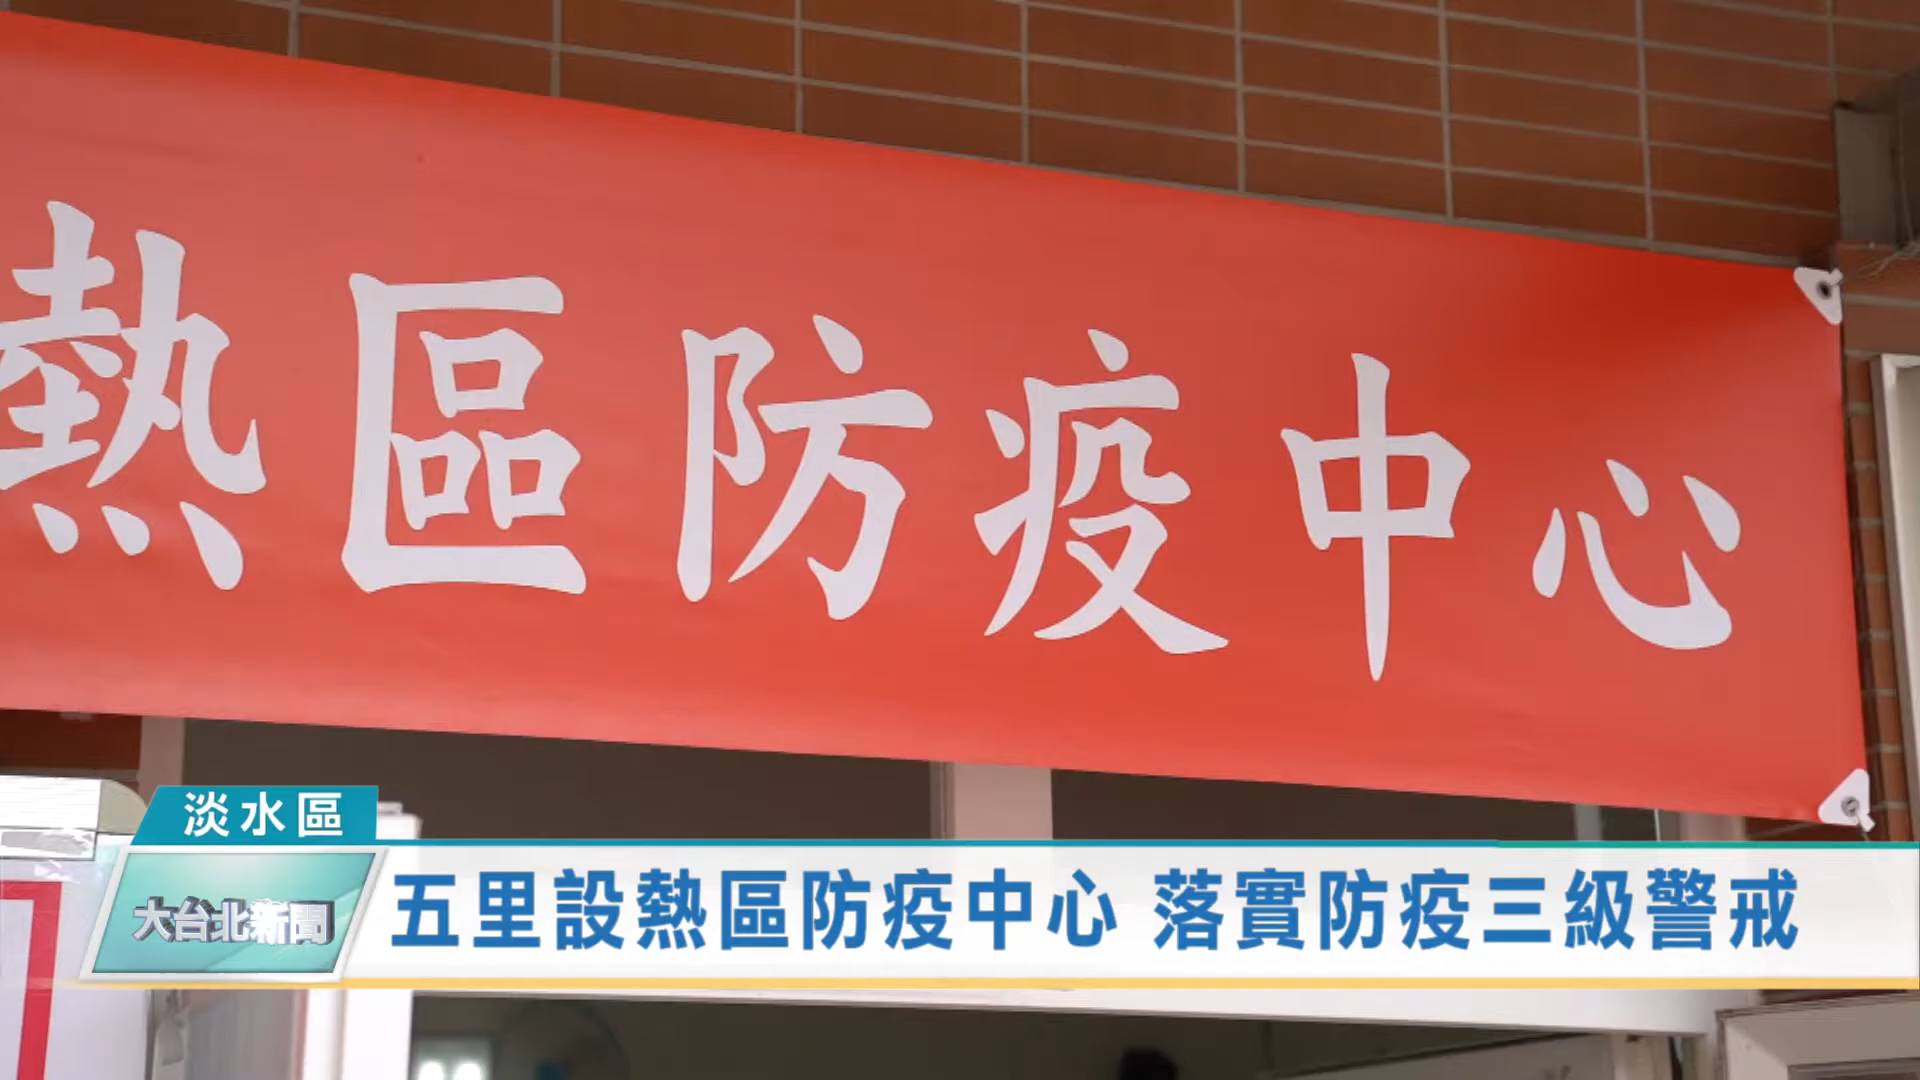 熱區防疫中心
淡水區
大台北新聞
五里設熱區防疫中心 落實防疫三級警戒